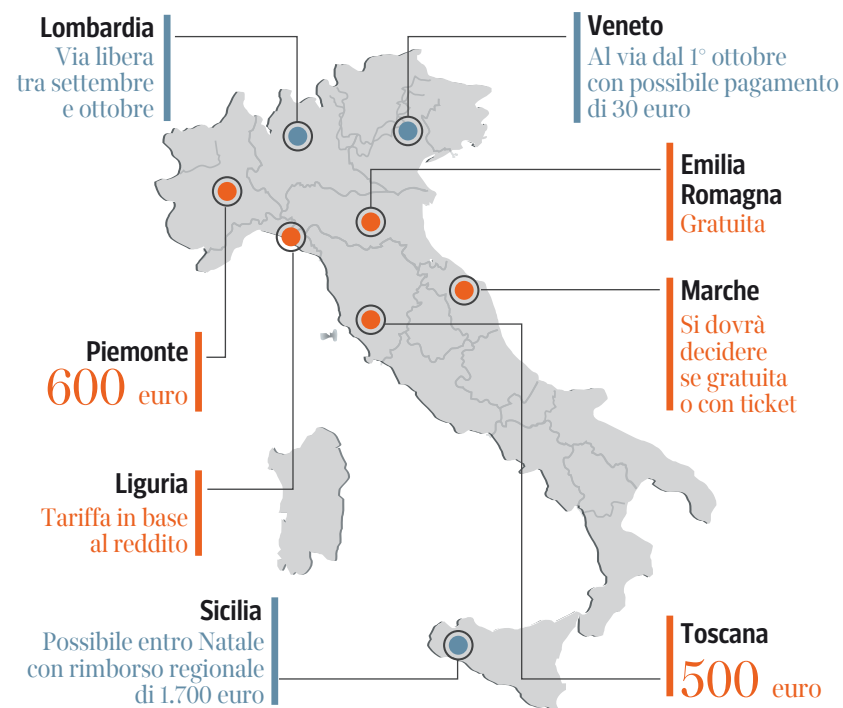 Lombardia
Via libera
tra settembre
e ottobre
Veneto
Al via dal 1° ottobre
con possibile pagamento
di 30 euro
Emilia
Romagna
Gratuita
Marche
Si dovrà
decidere
se gratuita
o con ticket
Piemonte
600 euro
Liguria
Tariffa in base
al reddito
Sicilia
Possibile entro Natale
con rimborso regionale
di 1.700 euro
Toscana
500 euro